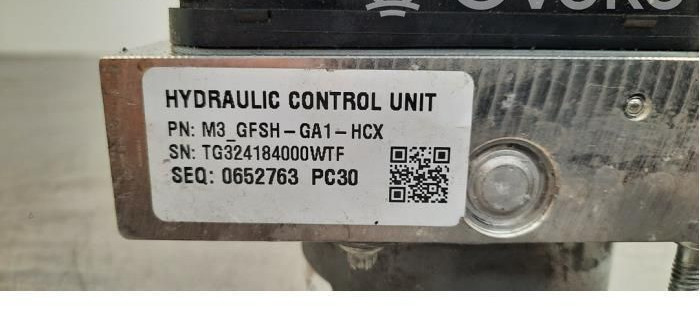 HYDRAULIC CONTROL UNIT
PN: M3_GFSH-GA1-HCX
SN: TG324184000WTF
SEQ: 0652763 PC30